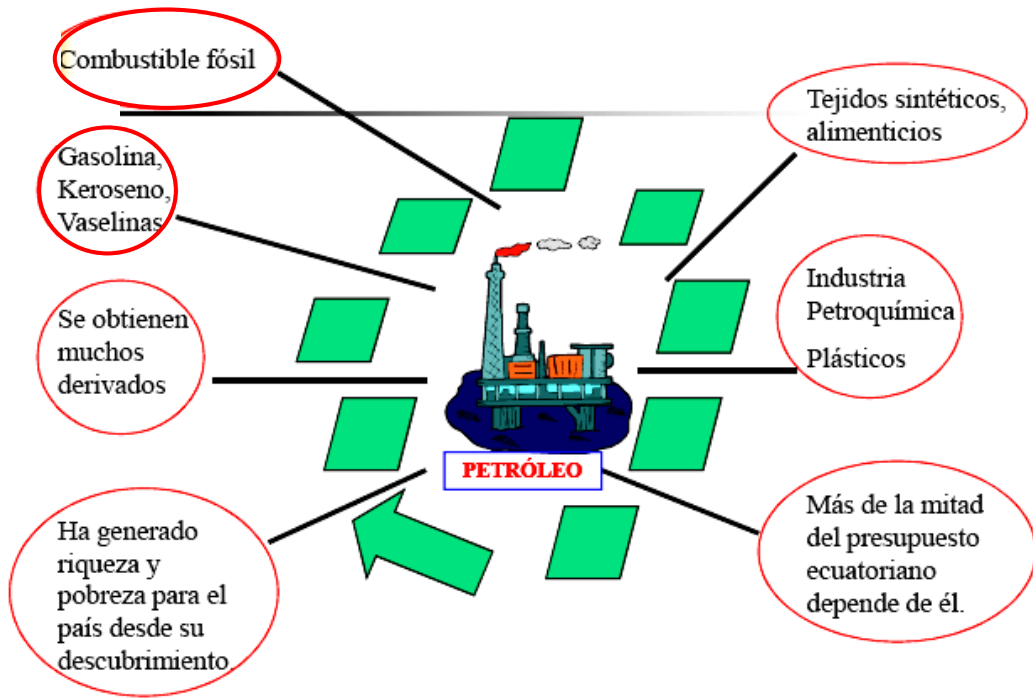 Combustible fósil
Gasolina,
Keroseno,
Vaselinas
Se obtienen
muchos
derivados
Ha generado
riqueza y
pobreza para el
país desde su
descubrimiento.
PETRÓLEO
Tejidos sintéticos,
alimenticios
Industria
Petroquímica
Plásticos
Más de la mitad
del presupuesto
ecuatoriano
depende de él.